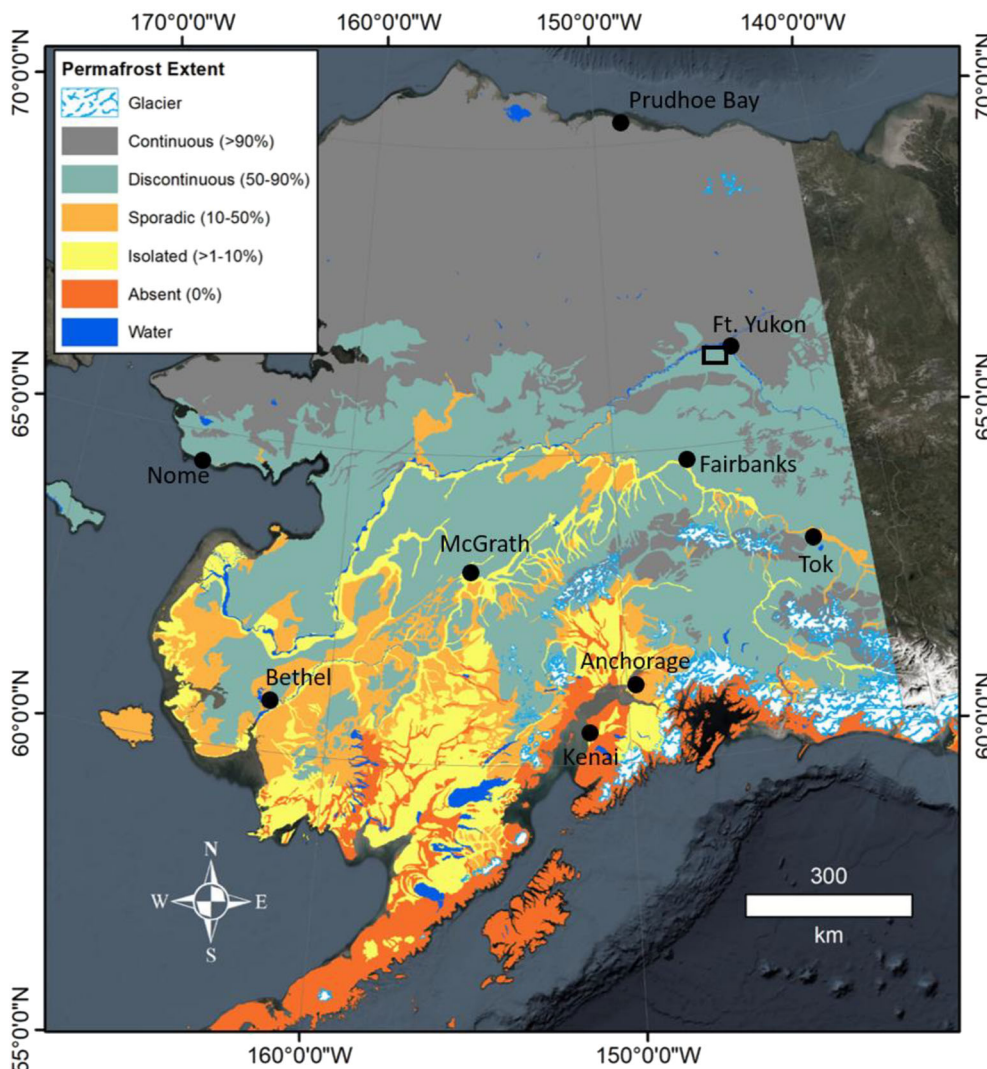 170°0'0"W 160°0'0"W 150°0'0"W 140°0'0"W
70°0'0"N
70°0'0"N
Permafrost Extent
Glacier
Continuous (>90%)
Discontinuous (50-90%)
Sporadic (10-50%)
Isolated (>1-10%)
Absent (0%)
Water
Prudhoe Bay
Ft. Yukon
65°0'0"N
65°0'0"N
Nome
Fairbanks
McGrath
Tok
Bethel
Anchorage
60°0'0"N
60°0'0"N
Kenai
N
W E
S
300
km
55°0'0"N
160°0'0"W 150°0'0"W